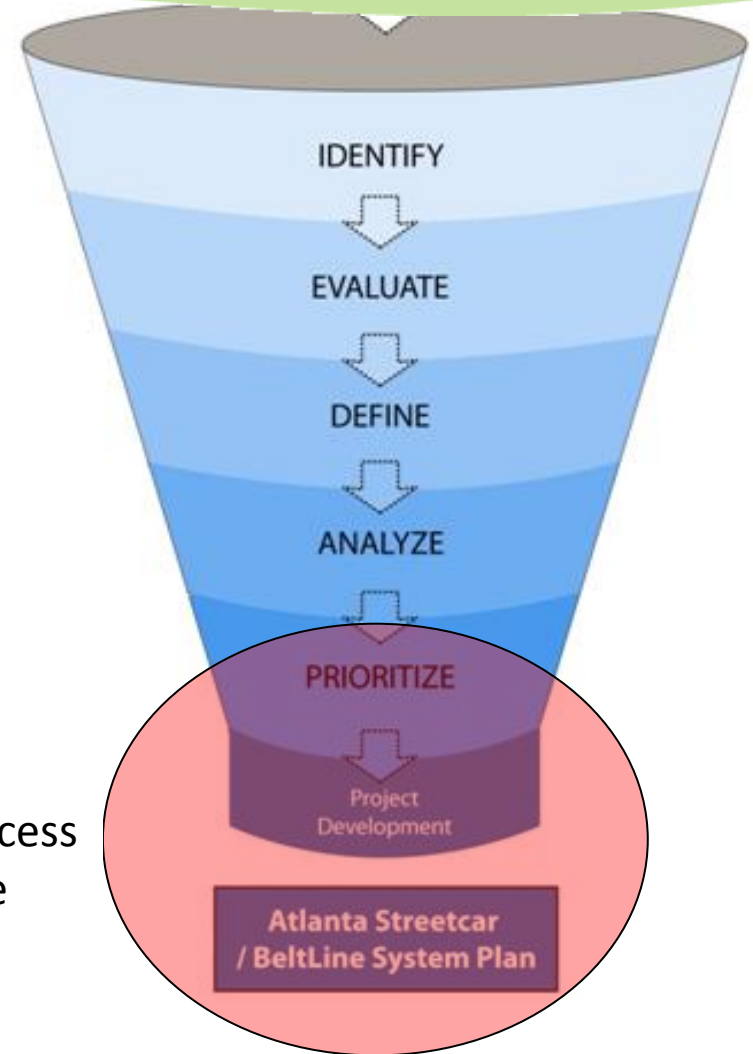 IDENTIFY
EVALUATE
DEFINE
ANALYZE
PRIORITIZE
Project
Development
cess
e
Atlanta Streetcar
/ BeltLine System Plan